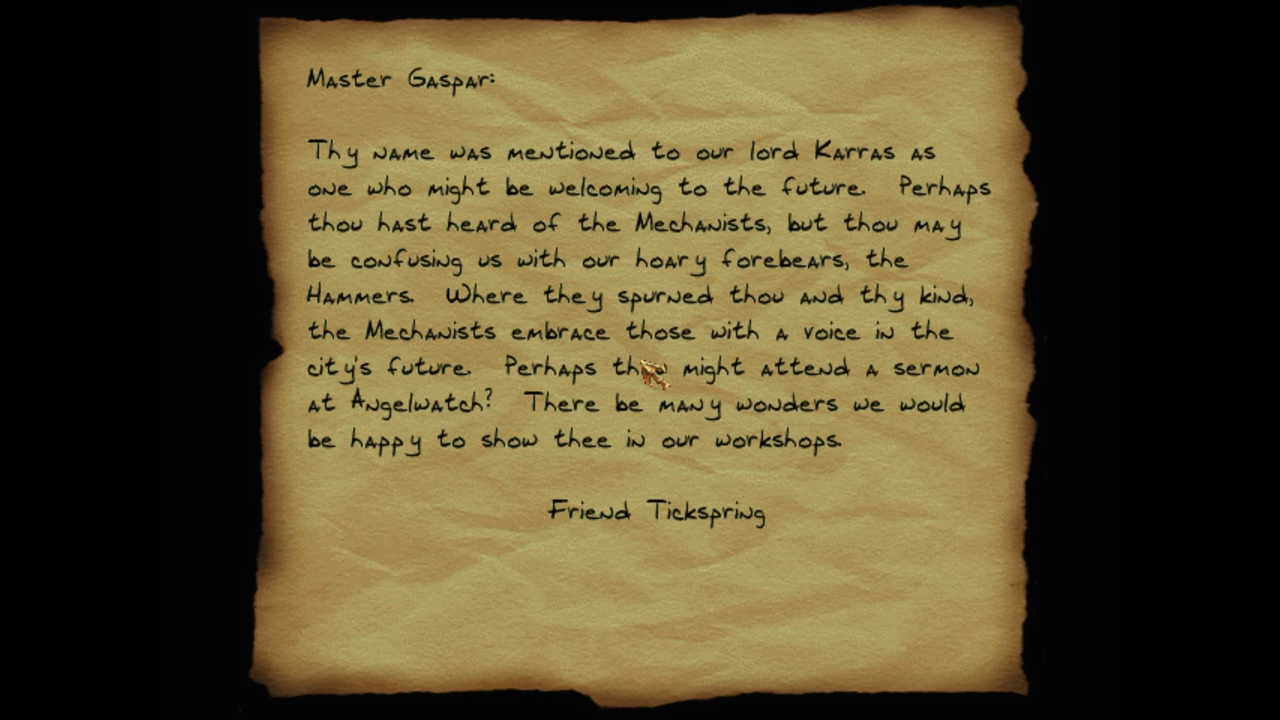 Master Gaspar:
Thy name was mentioned to our lord Karras as
one who might be welcoming to the future. Perhaps
thou hast heard of the Mechanists, but thou may
be confusing us with our hoary forebears, the
Hammers. Where they spurned thou and thy kind,
the Mechanists embrace those with a voice in the
city's future. Perhaps might attend a sermon
at Angelwatch? There be many wonders we would
be happy to show thee in our workshops.
Friend Tickspring